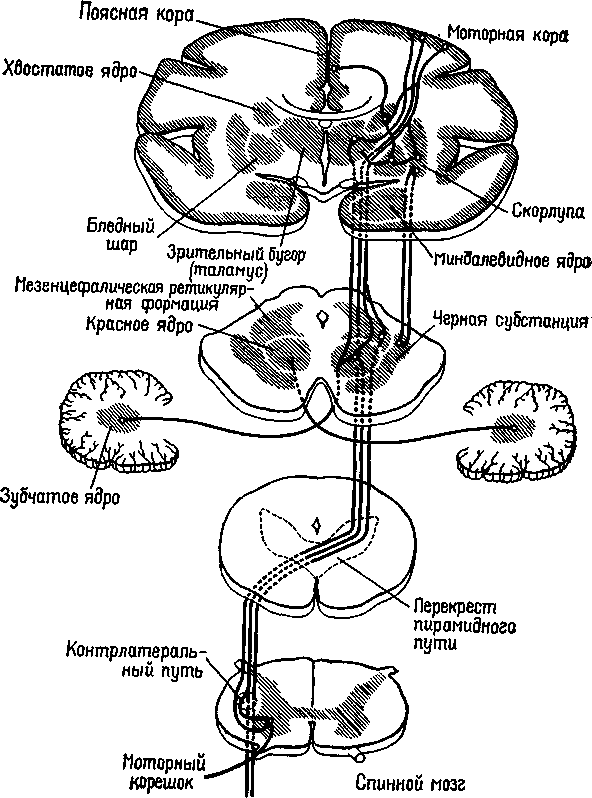 Поясная кора
Моторная кора
Хвостатое ядро
Скорлупа
Бледный
шар
Зрительный бугор
(таламус)
Миндалевидное ядро
Мезенцефалическая ретикуляр-
ная формация
Красное ядро
Черная субстанция
Зубчатое ядро
Перекрест
пирамидного
пути
Контрлатераль-
ный путь
Моторный
корешок
Спинной мозг